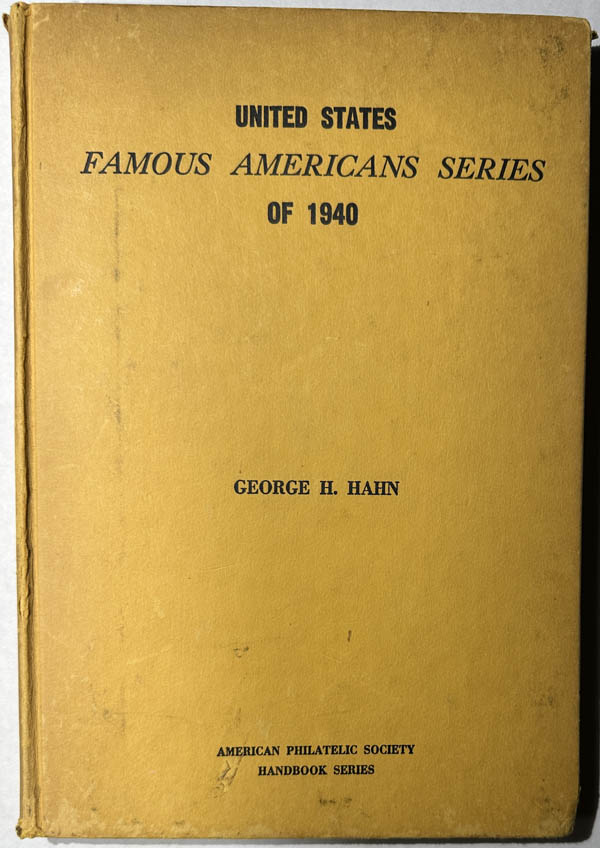 UNITED STATES
FAMOUS AMERICANS SERIES
OF 1940
GEORGE H. HAHN
AMERICAN PHILATELIC SOCIETY
HANDBOOK SERIES